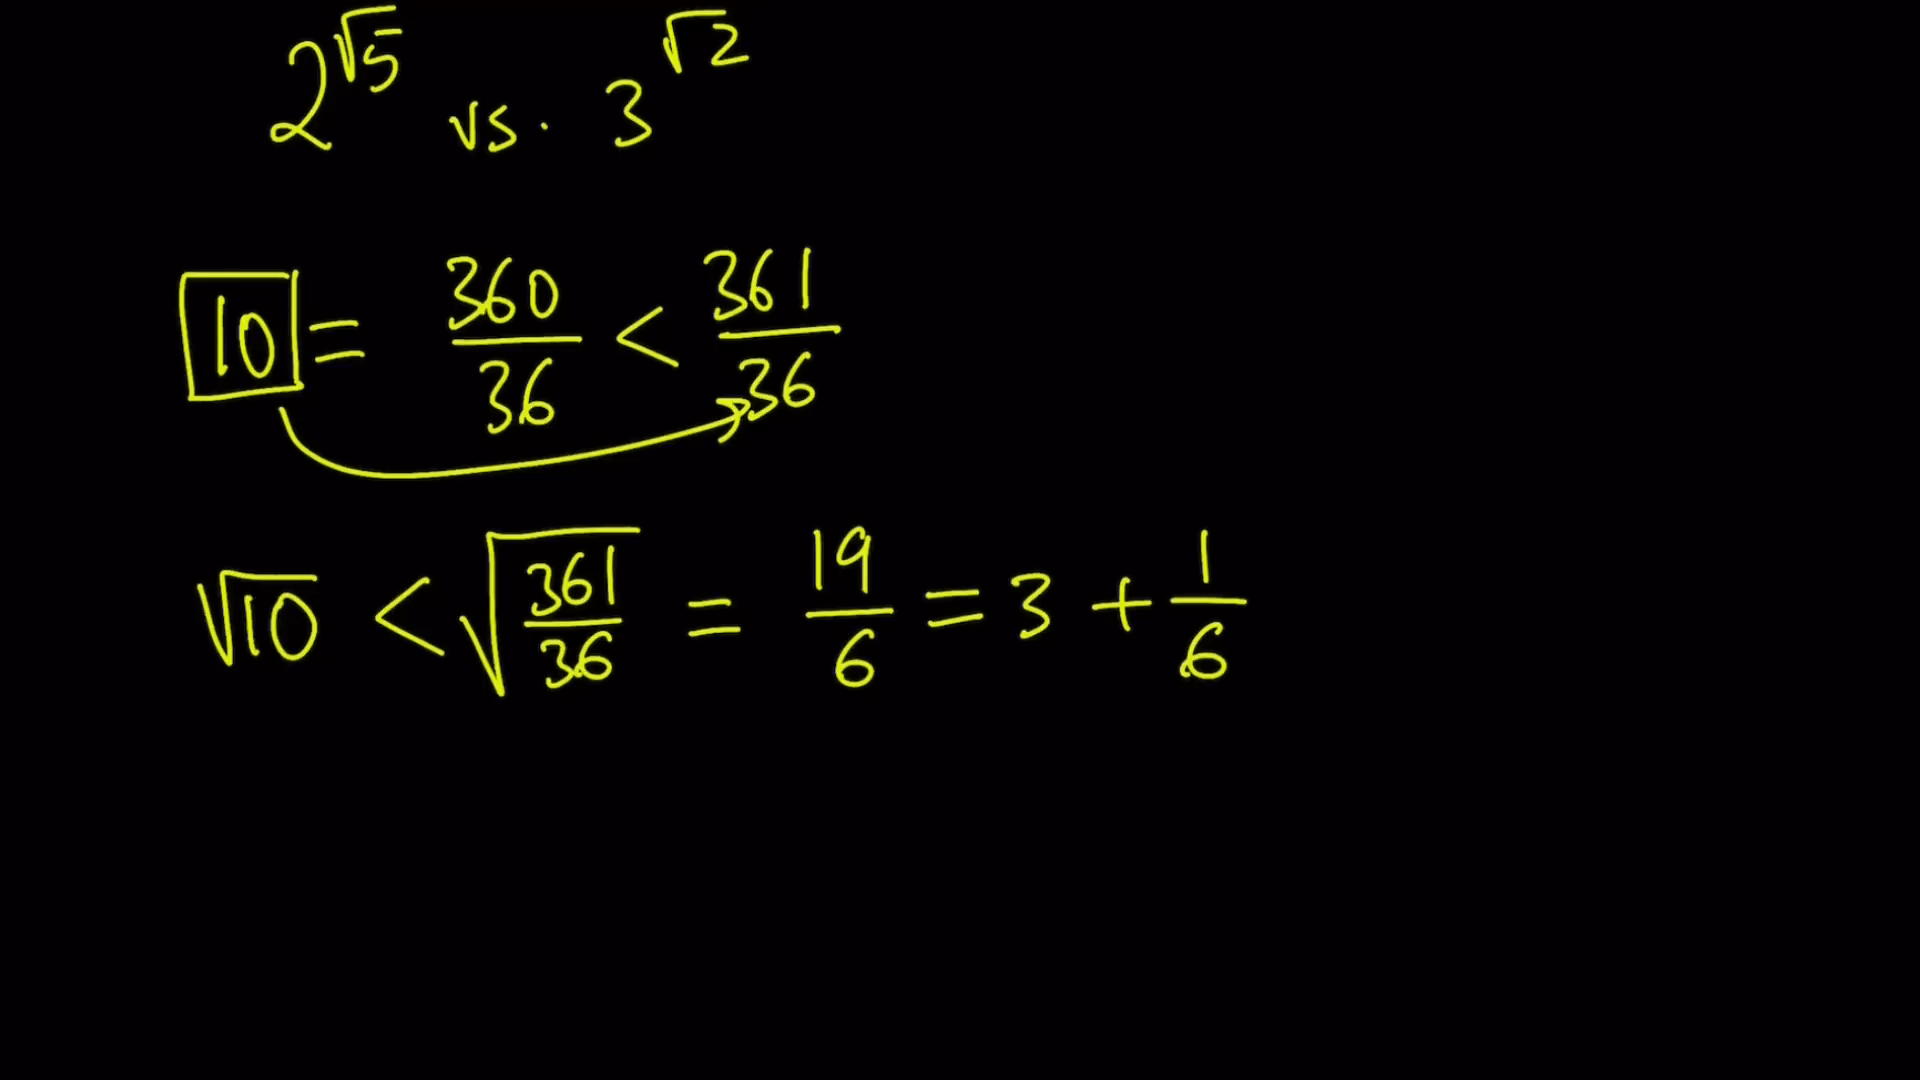 2^√5 vs. 3^√2
10 = 360/36 < 361/36
√10 < √(361/36) = 19/6 = 3 + 1/6